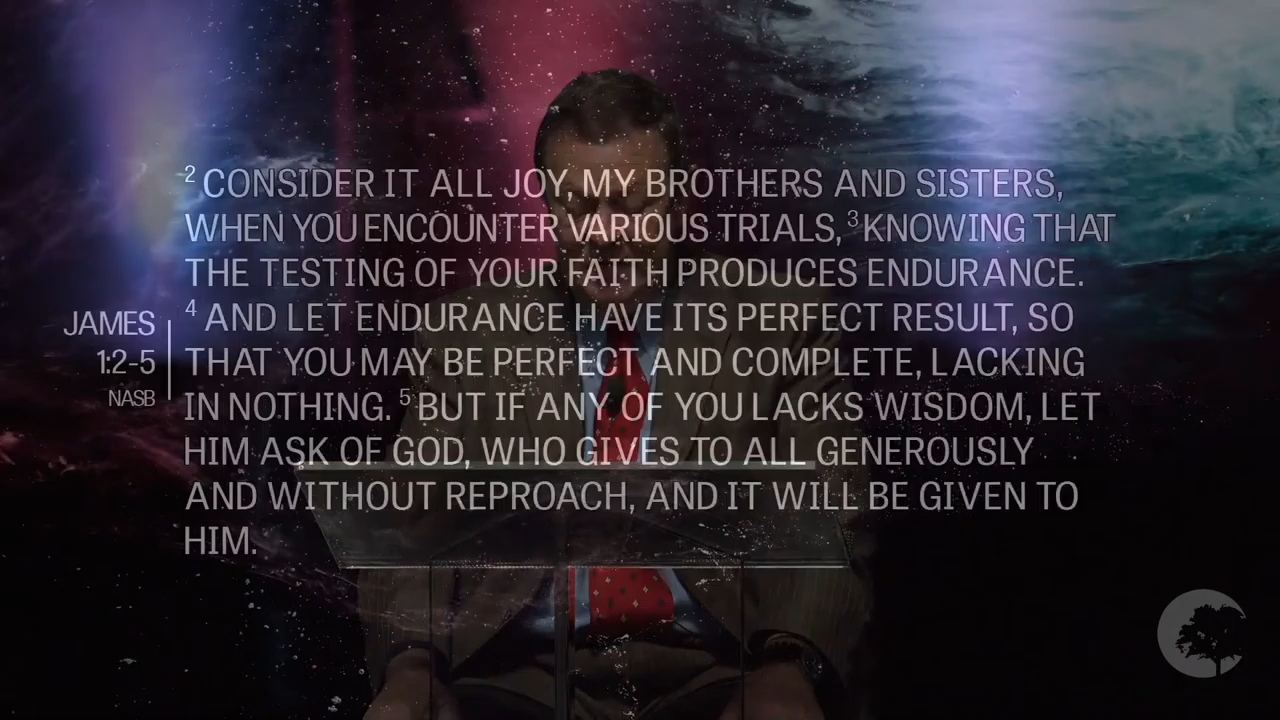 ² CONSIDER IT ALL JOY, MY BROTHERS AND SISTERS,
WHEN YOU ENCOUNTER VARIOUS TRIALS, ³ KNOWING THAT
THE TESTING OF YOUR FAITH PRODUCES ENDURANCE.
⁴ AND LET ENDURANCE HAVE ITS PERFECT RESULT, SO
THAT YOU MAY BE PERFECT AND COMPLETE, LACKING
IN NOTHING. ⁵ BUT IF ANY OF YOU LACKS WISDOM, LET
HIM ASK OF GOD, WHO GIVES TO ALL GENEROUSLY
AND WITHOUT REPROACH, AND IT WILL BE GIVEN TO
HIM.
JAMES
1:2-5
NASB